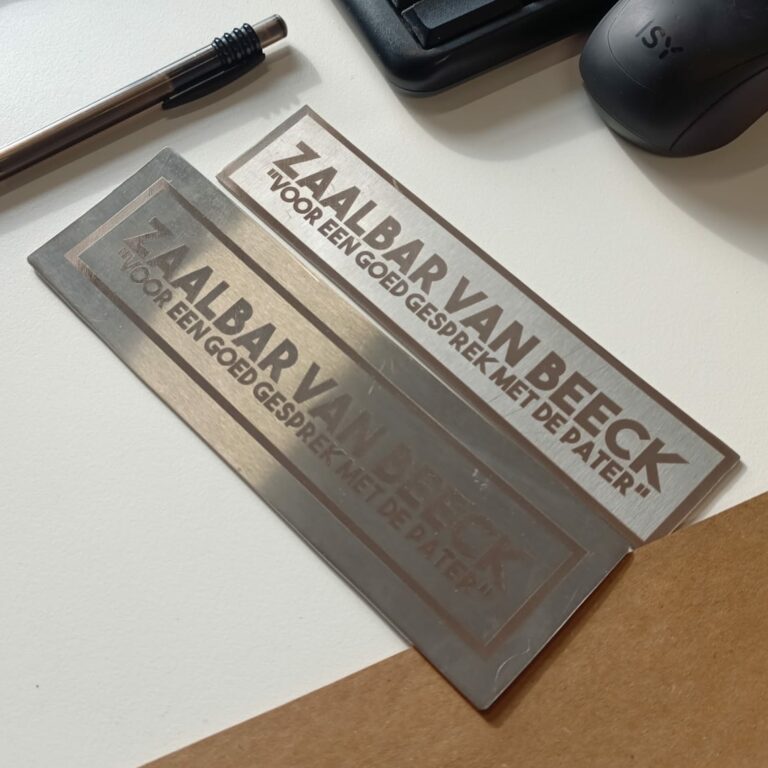 ZAALBAR VAN BEECK
"VOOR EEN GOED GESPREK MET DE PATER"
ZAALBAR VAN BEECK
"VOOR EEN GOED GESPREK MET DE PATER"
ISY